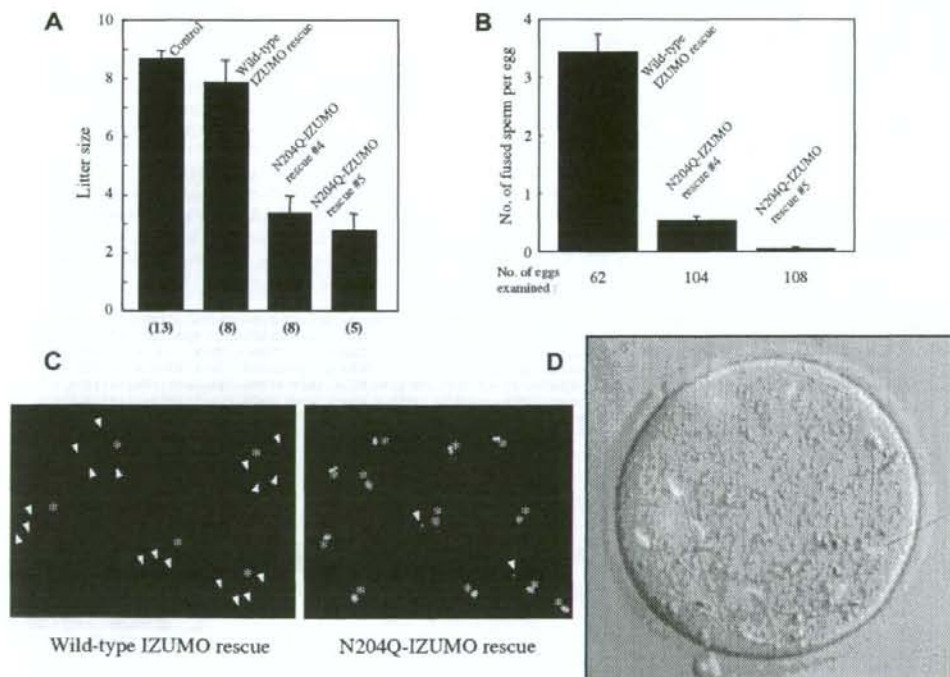 A
Litter size
10
8
6
4
2
0
Control
Wild-type
IZUMO rescue
N204Q-IZUMO
rescue #4
N204Q-IZUMO
rescue #5
(13) (8) (8) (5)
B
No. of fused sperm per egg
4
3
2
1
0
Wild-type
IZUMO rescue
N204Q-IZUMO
rescue #4
N204Q-IZUMO
rescue #5
No. of eggs
examined :
62 104 108
C
Wild-type IZUMO rescue
N204Q-IZUMO rescue
D